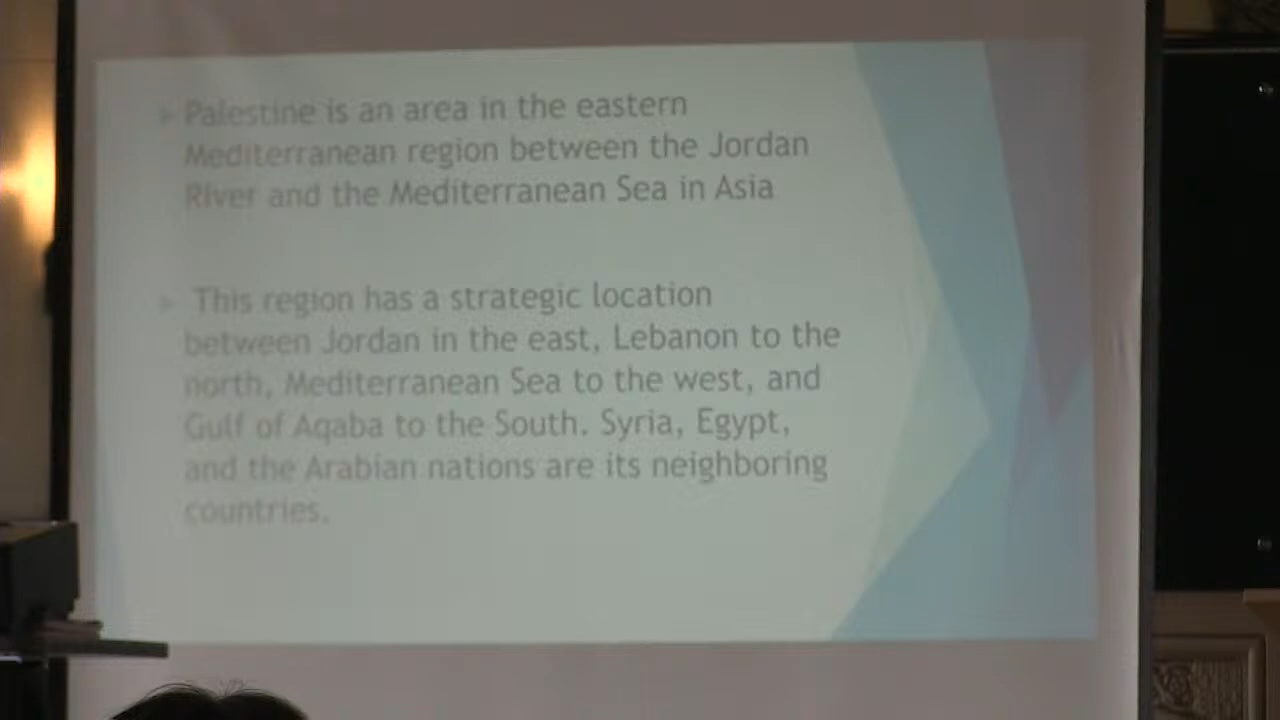 Palestine is an area in the eastern
Mediterranean region between the Jordan
River and the Mediterranean Sea in Asia
This region has a strategic location
between Jordan in the east, Lebanon to the
north, Mediterranean Sea to the west, and
Gulf of Aqaba to the South. Syria, Egypt,
and the Arabian nations are its neighboring
countries.